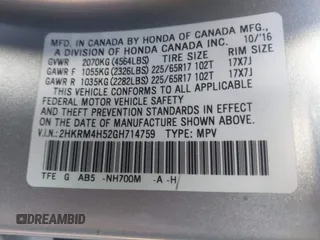 MFD. IN CANADA BY HONDA OF CANADA MFG.,
A DIVISION OF HONDA CANADA INC. 10/16
GVWR 2070KG (4564LBS) TIRE SIZE RIM SIZE
GAWR F 1055KG(2326LBS) 225/65R17 102T 17X7J
GAWR R 1035KG(2282LBS) 225/65R17 102T 17X7J
THIS VEHICLE CONFORMS TO ALL APPLICABLE
FEDERAL MOTOR VEHICLE SAFETY, BUMPER, AND
THEFT PREVENTION STANDARDS IN EFFECT ON
THE DATE OF MANUFACTURE SHOWN ABOVE.
V.I.N.: 2HKRM4H52GH714759 TYPE: MPV
TFE G AB5 -NH700M -A-H/
DREAMBID